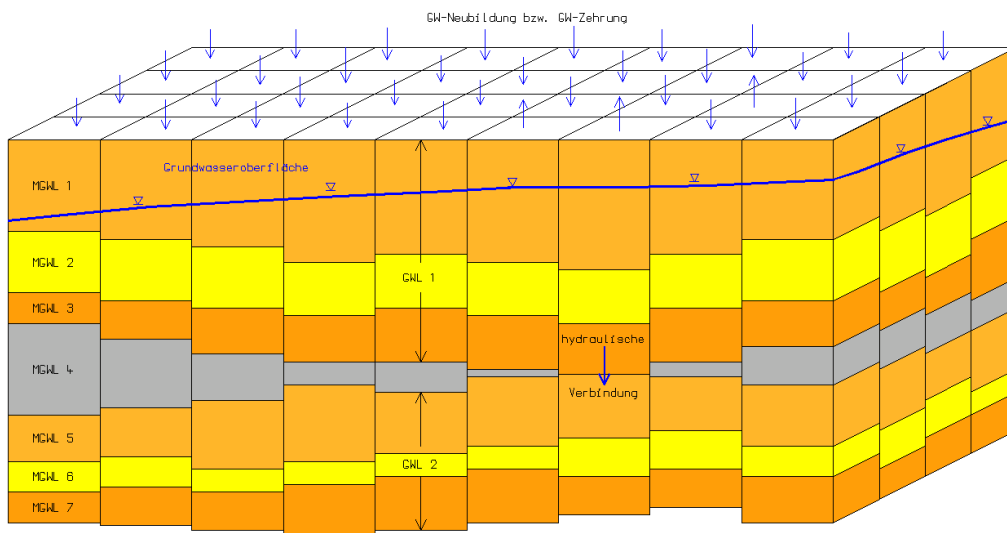 GW-Neubildung bzw. GW-Zehrung
Grundwasseroberfläche
MGWL 1
MGWL 2
GWL 1
MGWL 3
hydraulische
MGWL 4
Verbindung
MGWL 5
GWL 2
MGWL 6
MGWL 7